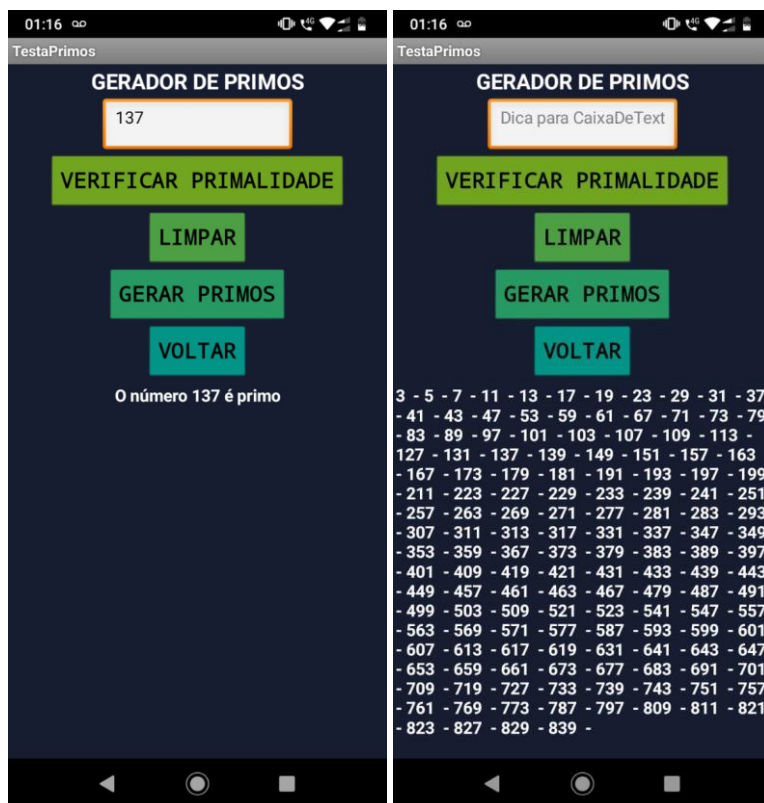 01:16
TestaPrimos
GERADOR DE PRIMOS
137
VERIFICAR PRIMALIDADE
LIMPAR
GERAR PRIMOS
VOLTAR
O número 137 é primo
01:16
TestaPrimos
GERADOR DE PRIMOS
Dica para CaixaDeText
VERIFICAR PRIMALIDADE
LIMPAR
GERAR PRIMOS
VOLTAR
3 - 5 - 7 - 11 - 13 - 17 - 19 - 23 - 29 - 31 - 37
- 41 - 43 - 47 - 53 - 59 - 61 - 67 - 71 - 73 - 79
- 83 - 89 - 97 - 101 - 103 - 107 - 109 - 113 -
127 - 131 - 137 - 139 - 149 - 151 - 157 - 163
- 167 - 173 - 179 - 181 - 191 - 193 - 197 - 199
- 211 - 223 - 227 - 229 - 233 - 239 - 241 - 251
- 257 - 263 - 269 - 271 - 277 - 281 - 283 - 293
- 307 - 311 - 313 - 317 - 331 - 337 - 347 - 349
- 353 - 359 - 367 - 373 - 379 - 383 - 389 - 397
- 401 - 409 - 419 - 421 - 431 - 433 - 439 - 443
- 449 - 457 - 461 - 463 - 467 - 479 - 487 - 491
- 499 - 503 - 509 - 521 - 523 - 541 - 547 - 557
- 563 - 569 - 571 - 577 - 587 - 593 - 599 - 601
- 607 - 613 - 617 - 619 - 631 - 641 - 643 - 647
- 653 - 659 - 661 - 673 - 677 - 683 - 691 - 701
- 709 - 719 - 727 - 733 - 739 - 743 - 751 - 757
- 761 - 769 - 773 - 787 - 797 - 809 - 811 - 821
- 823 - 827 - 829 - 839 -